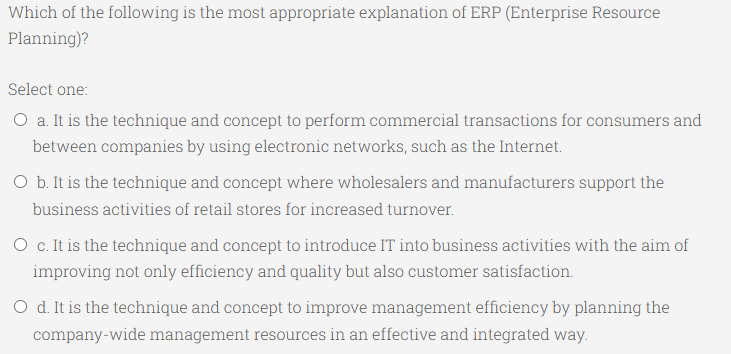 Which of the following is the most appropriate explanation of ERP (Enterprise Resource
Planning)?
Select one:
a. It is the technique and concept to perform commercial transactions for consumers and
between companies by using electronic networks, such as the Internet.
b. It is the technique and concept where wholesalers and manufacturers support the
business activities of retail stores for increased turnover.
c. It is the technique and concept to introduce IT into business activities with the aim of
improving not only efficiency and quality but also customer satisfaction.
d. It is the technique and concept to improve management efficiency by planning the
company-wide management resources in an effective and integrated way.